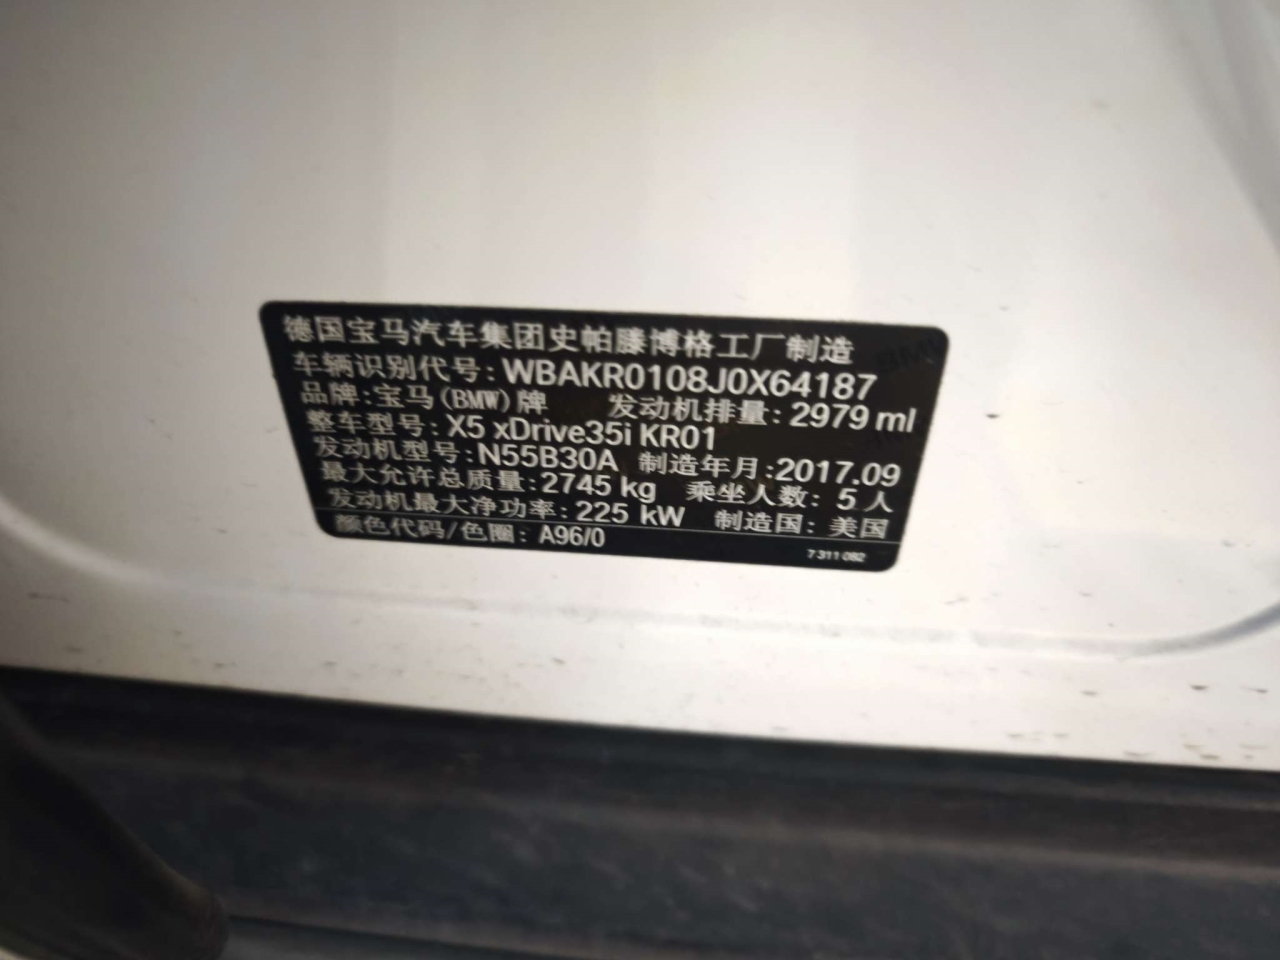 德国宝马汽车集团史帕滕博格工厂制造
车辆识别代号: WBAKR0108J0X64187
品牌: 宝马(BMW)牌 发动机排量: 2979 ml
整车型号: X5 xDrive35i KR01
发动机型号: N55B30A 制造年月: 2017.09
最大允许总质量: 2745 kg 乘坐人数: 5 人
发动机最大净功率: 225 kW 制造国: 美国
颜色代码/色圈: A96/0 7 311 082